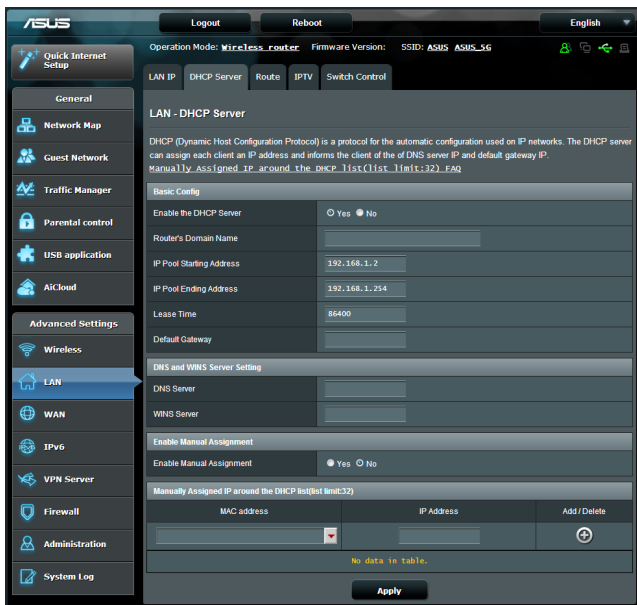 ASUS
Logout Reboot English
Quick Internet Setup
Operation Mode: Wireless router Firmware Version: SSID: ASUS ASUS_5G
LAN IP DHCP Server Route IPTV Switch Control
General
Network Map
Guest Network
Traffic Manager
Parental control
USB application
AiCloud
Advanced Settings
Wireless
LAN
WAN
IPv6
VPN Server
Firewall
Administration
System Log
LAN - DHCP Server
DHCP (Dynamic Host Configuration Protocol) is a protocol for the automatic configuration used on IP networks. The DHCP server
can assign each client an IP address and informs the client of the of DNS server IP and default gateway IP.
Manually Assigned IP around the DHCP list(list limit:32) FAQ
Basic Config
Enable the DHCP Server Yes No
Router's Domain Name
IP Pool Starting Address 192.168.1.2
IP Pool Ending Address 192.168.1.254
Lease Time 86400
Default Gateway
DNS and WINS Server Setting
DNS Server
WINS Server
Enable Manual Assignment
Enable Manual Assignment Yes No
Manually Assigned IP around the DHCP list(list limit:32)
MAC address IP Address Add / Delete
No data in table.
Apply